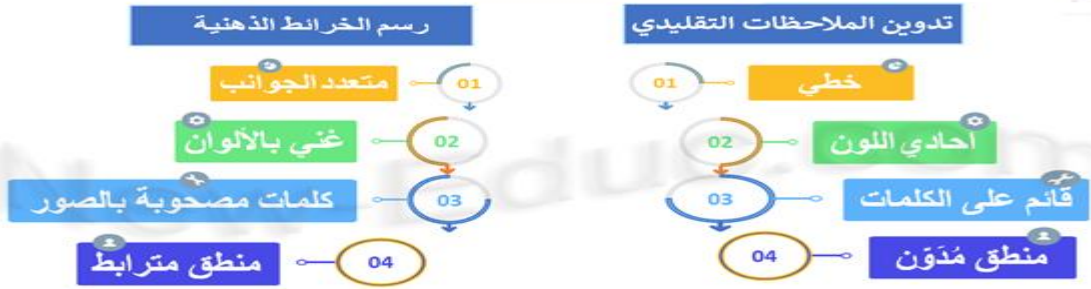 تدوين الملاحظات التقليدي
01
خطي
02
أحادي اللون
03
قائم على الكلمات
04
منطق مُدَوّن
رسم الخرائط الذهنية
01
متعدد الجوانب
02
غني بالألوان
03
كلمات مصحوبة بالصور
04
منطق مترابط